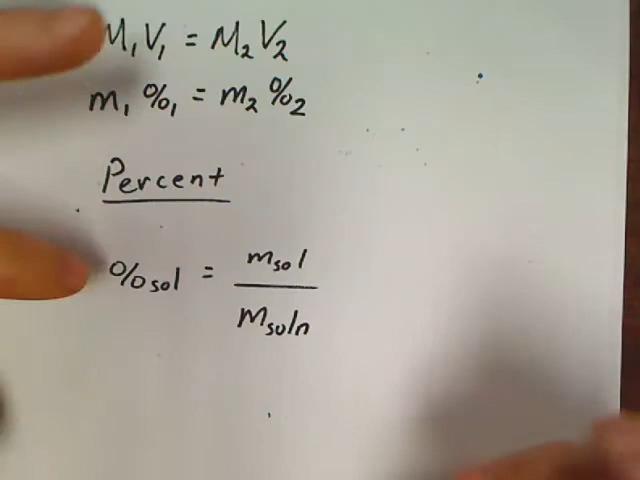 M₁V₁ = M₂V₂
m₁%₁ = m₂%₂
Percent
%sol = msol / msoln